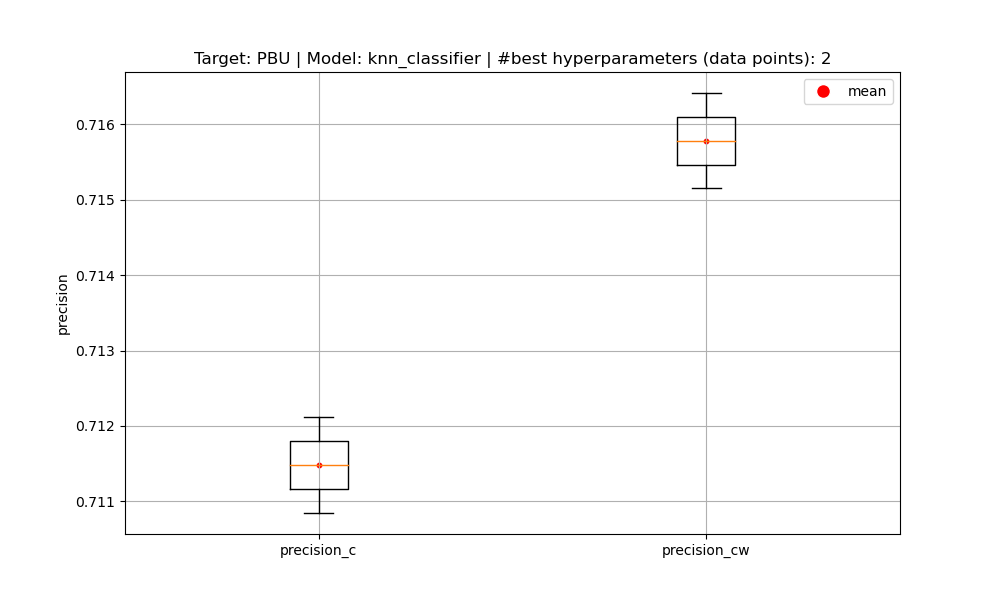 Target: PBU | Model: knn_classifier | #best hyperparameters (data points): 2
mean
0.716
0.715
0.714
0.713
0.712
0.711
precision
precision_c
precision_cw